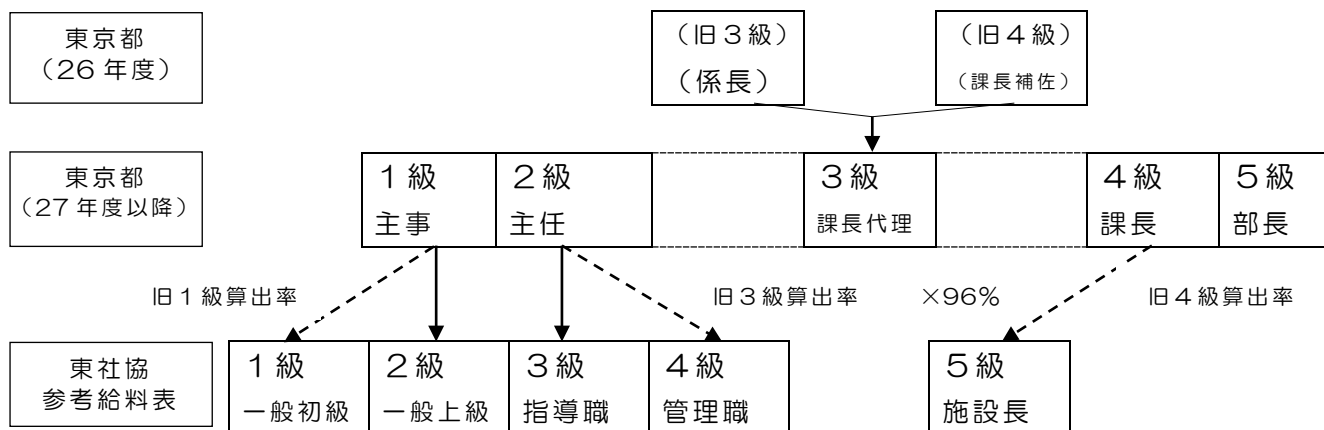 東京都
(26年度)
(旧3級)
(係長)
(旧4級)
(課長補佐)
東京都
(27年度以降)
1級
主事
2級
主任
3級
課長代理
4級
課長
5級
部長
旧1級算出率
旧3級算出率
×96%
旧4級算出率
東社協
参考給料表
1級
一般初級
2級
一般上級
3級
指導職
4級
管理職
5級
施設長